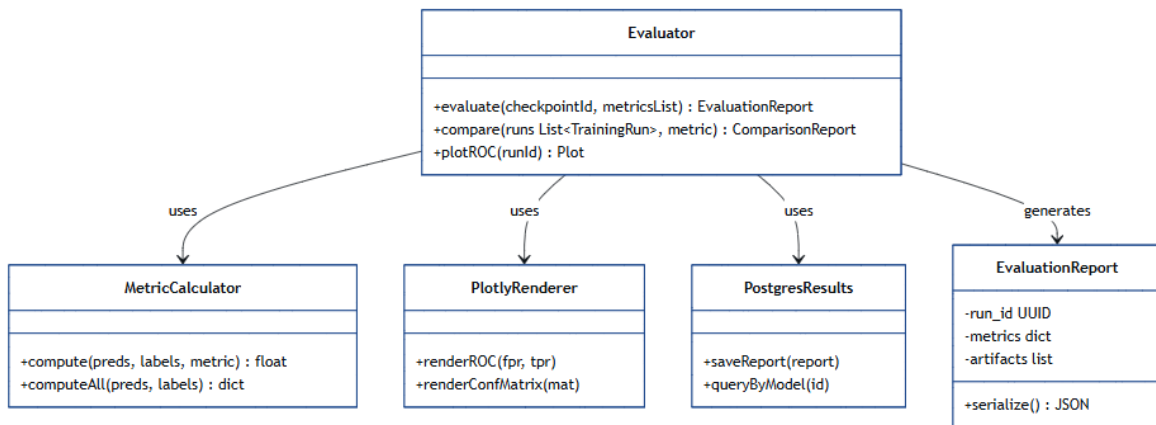 Evaluator
+evaluate(checkpointId, metricsList) : EvaluationReport
+compare(runs List<TrainingRun>, metric) : ComparisonReport
+plotROC(runId) : Plot
uses
uses
uses
generates
MetricCalculator
+compute(preds, labels, metric) : float
+computeAll(preds, labels) : dict
PlotlyRenderer
+renderROC(fpr, tpr)
+renderConfMatrix(mat)
PostgresResults
+saveReport(report)
+queryByModel(id)
EvaluationReport
-run_id UUID
-metrics dict
-artifacts list
+serialize() : JSON